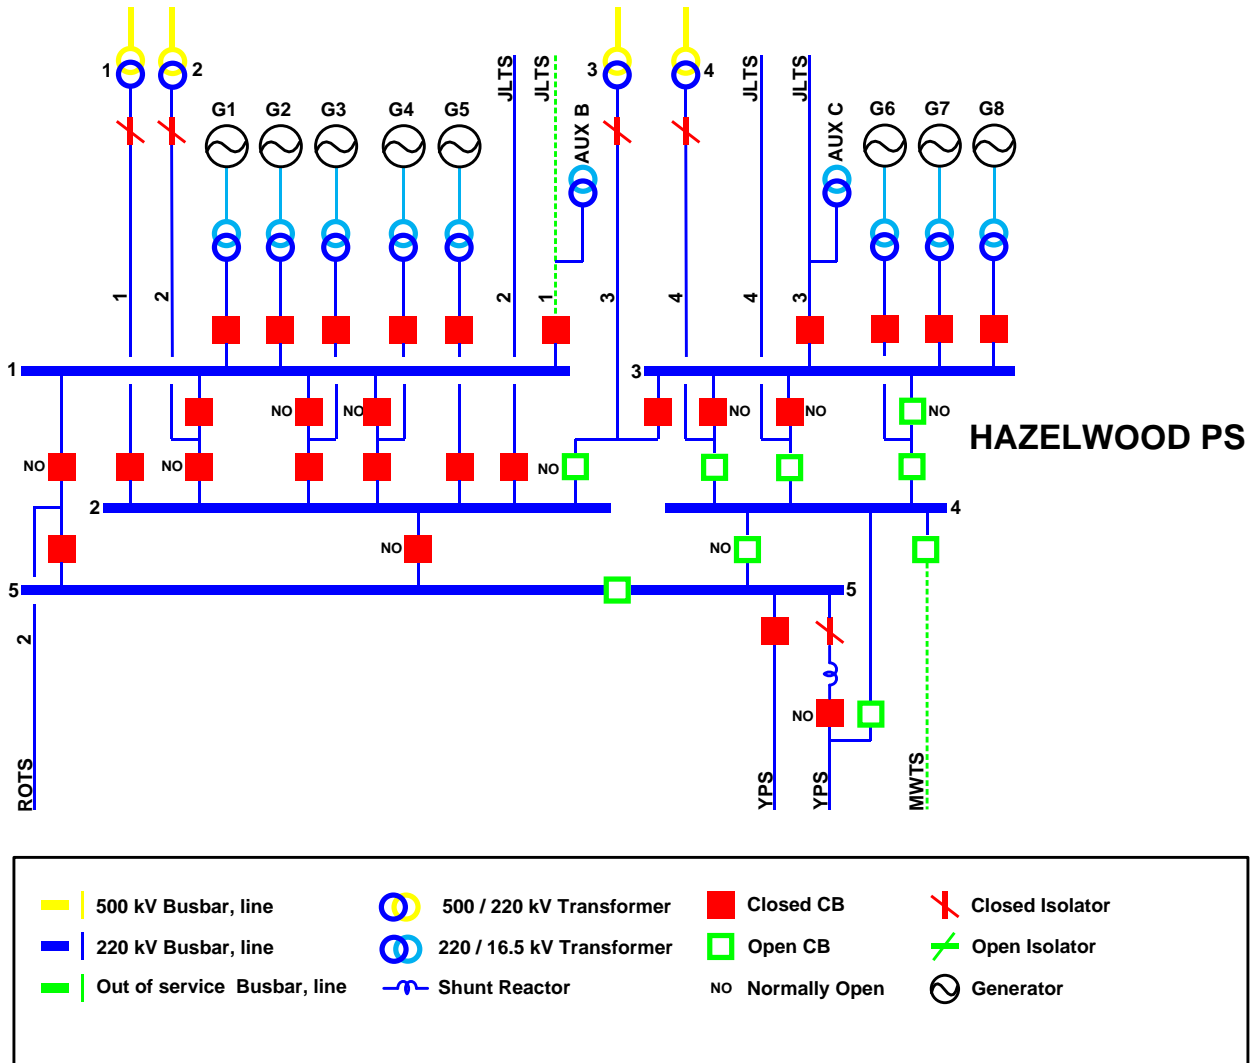 1
2
3
4
JLTS
JLTS
JLTS
JLTS
G1
G2
G3
G4
G5
AUX B
AUX C
G6
G7
G8
1
2
2
1
3
4
4
3
1
3
NO
NO
NO
NO
NO
NO
HAZELWOOD PS
NO
NO
NO
2
4
NO
NO
5
5
2
NO
ROTS
YPS
YPS
MWTS
500 kV Busbar, line
500 / 220 kV Transformer
Closed CB
Closed Isolator
220 kV Busbar, line
220 / 16.5 kV Transformer
Open CB
Open Isolator
Out of service Busbar, line
Shunt Reactor
NO
Normally Open
Generator